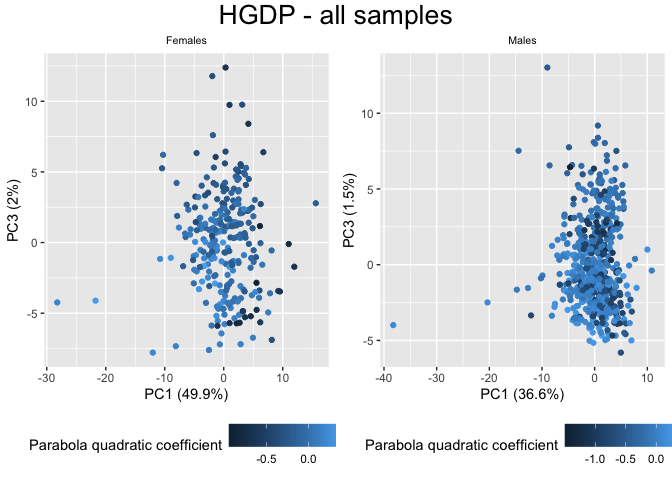 HGDP - all samples
Females
Males
PC3 (2%)
10
5
0
-5
-30
-20
-10
0
10
PC1 (49.9%)
PC3 (1.5%)
10
5
0
-5
-40
-30
-20
-10
0
10
PC1 (36.6%)
Parabola quadratic coefficient
-0.5
0.0
Parabola quadratic coefficient
-1.0
-0.5
0.0